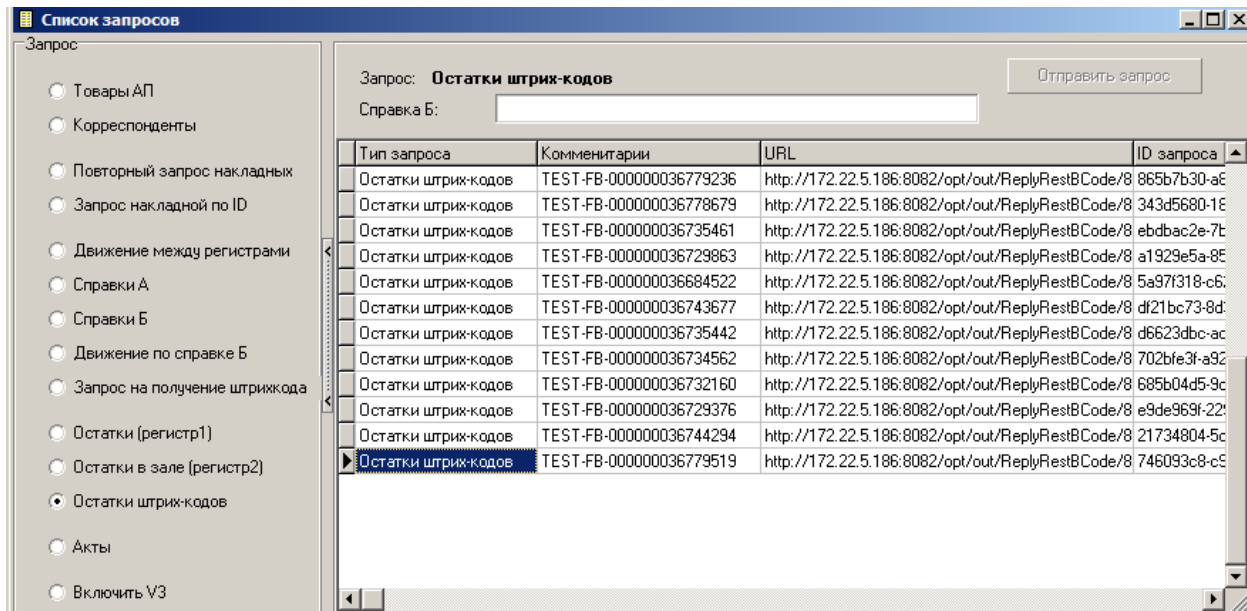 Список запросов
Запрос
Товары АП
Корреспонденты
Повторный запрос накладных
Запрос накладной по ID
Движение между регистрами
Справки А
Справки Б
Движение по справке Б
Запрос на получение штрихкода
Остатки (регистр1)
Остатки в зале (регистр2)
Остатки штрих-кодов
Акты
Включить V3
Запрос: Остатки штрих-кодов
Отправить запрос
Справка Б:
Тип запроса Комменитарии URL ID запроса
Остатки штрих-кодов TEST-FB-000000036779236 http://172.22.5.186:8082/opt/out/ReplyRestBCode/8 865b7b30-a8
Остатки штрих-кодов TEST-FB-000000036778679 http://172.22.5.186:8082/opt/out/ReplyRestBCode/8 343d5680-18
Остатки штрих-кодов TEST-FB-000000036735461 http://172.22.5.186:8082/opt/out/ReplyRestBCode/8 ebdbac2e-7b
Остатки штрих-кодов TEST-FB-000000036729863 http://172.22.5.186:8082/opt/out/ReplyRestBCode/8 a1929e5a-85
Остатки штрих-кодов TEST-FB-000000036684522 http://172.22.5.186:8082/opt/out/ReplyRestBCode/8 5a97f318-c6
Остатки штрих-кодов TEST-FB-000000036743677 http://172.22.5.186:8082/opt/out/ReplyRestBCode/8 df21bc73-8d
Остатки штрих-кодов TEST-FB-000000036735442 http://172.22.5.186:8082/opt/out/ReplyRestBCode/8 d6623dbc-ac
Остатки штрих-кодов TEST-FB-000000036734562 http://172.22.5.186:8082/opt/out/ReplyRestBCode/8 702bfe3f-a92
Остатки штрих-кодов TEST-FB-000000036732160 http://172.22.5.186:8082/opt/out/ReplyRestBCode/8 685b04d5-9c
Остатки штрих-кодов TEST-FB-000000036729376 http://172.22.5.186:8082/opt/out/ReplyRestBCode/8 e9de969f-22
Остатки штрих-кодов TEST-FB-000000036744294 http://172.22.5.186:8082/opt/out/ReplyRestBCode/8 21734804-5c
Остатки штрих-кодов TEST-FB-000000036779519 http://172.22.5.186:8082/opt/out/ReplyRestBCode/8 746093c8-c9